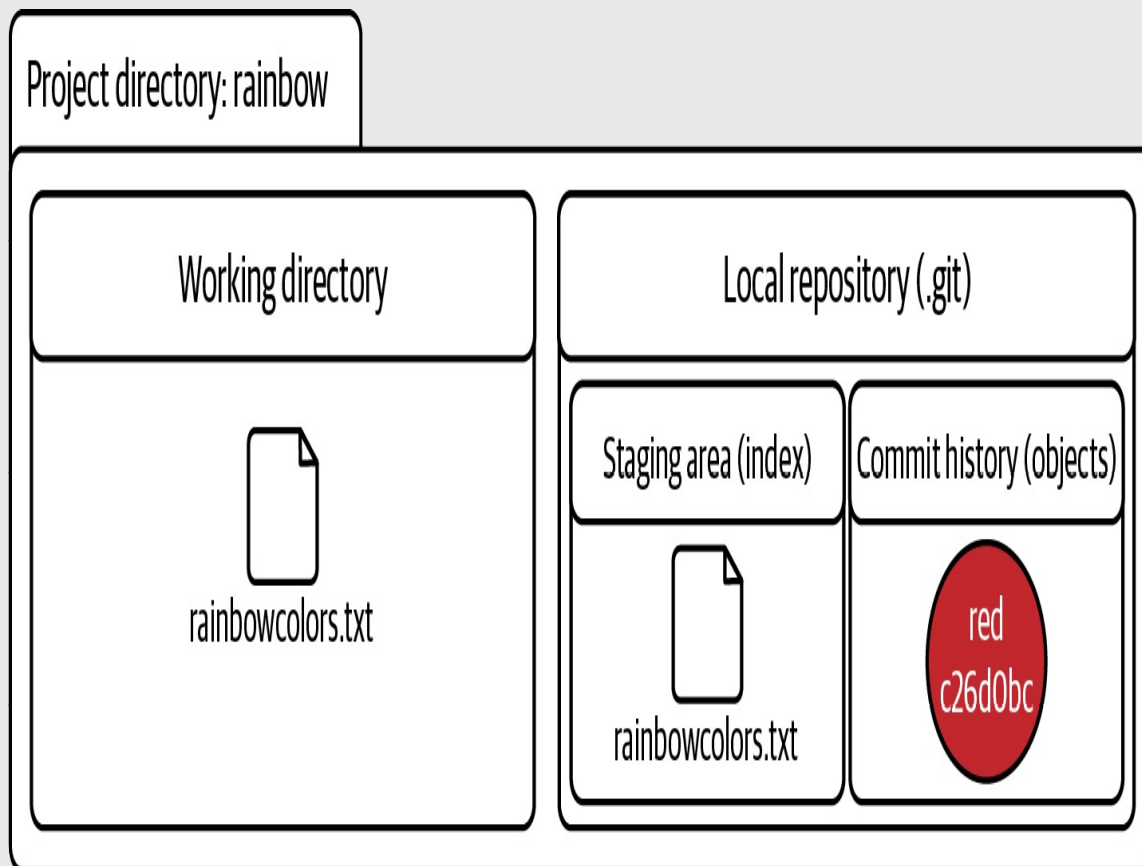 Project directory: rainbow
Working directory
Local repository (.git)
Staging area (index)
Commit history (objects)
rainbowcolors.txt
rainbowcolors.txt
red
c26d0bc